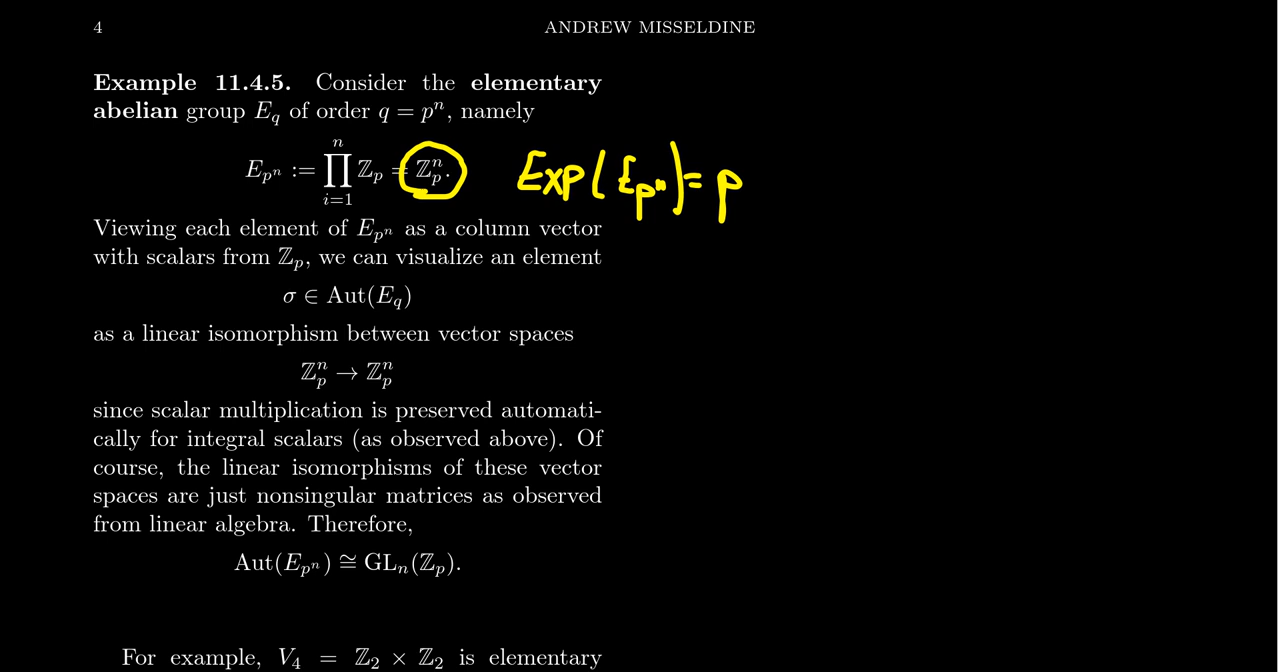 4 ANDREW MISSELDINE
Example 11.4.5. Consider the elementary
abelian group E_q of order q = p^n, namely
E_{p^n} := ∏_{i=1}^{n} ℤ_p = ℤ_p^n. Exp(E_{p^n}) = p
Viewing each element of E_{p^n} as a column vector
with scalars from ℤ_p, we can visualize an element
σ ∈ Aut(E_q)
as a linear isomorphism between vector spaces
ℤ_p^n → ℤ_p^n
since scalar multiplication is preserved automati-
cally for integral scalars (as observed above). Of
course, the linear isomorphisms of these vector
spaces are just nonsingular matrices as observed
from linear algebra. Therefore,
Aut(E_{p^n}) ≅ GL_n(ℤ_p).
For example, V_4 = ℤ_2 × ℤ_2 is elementary